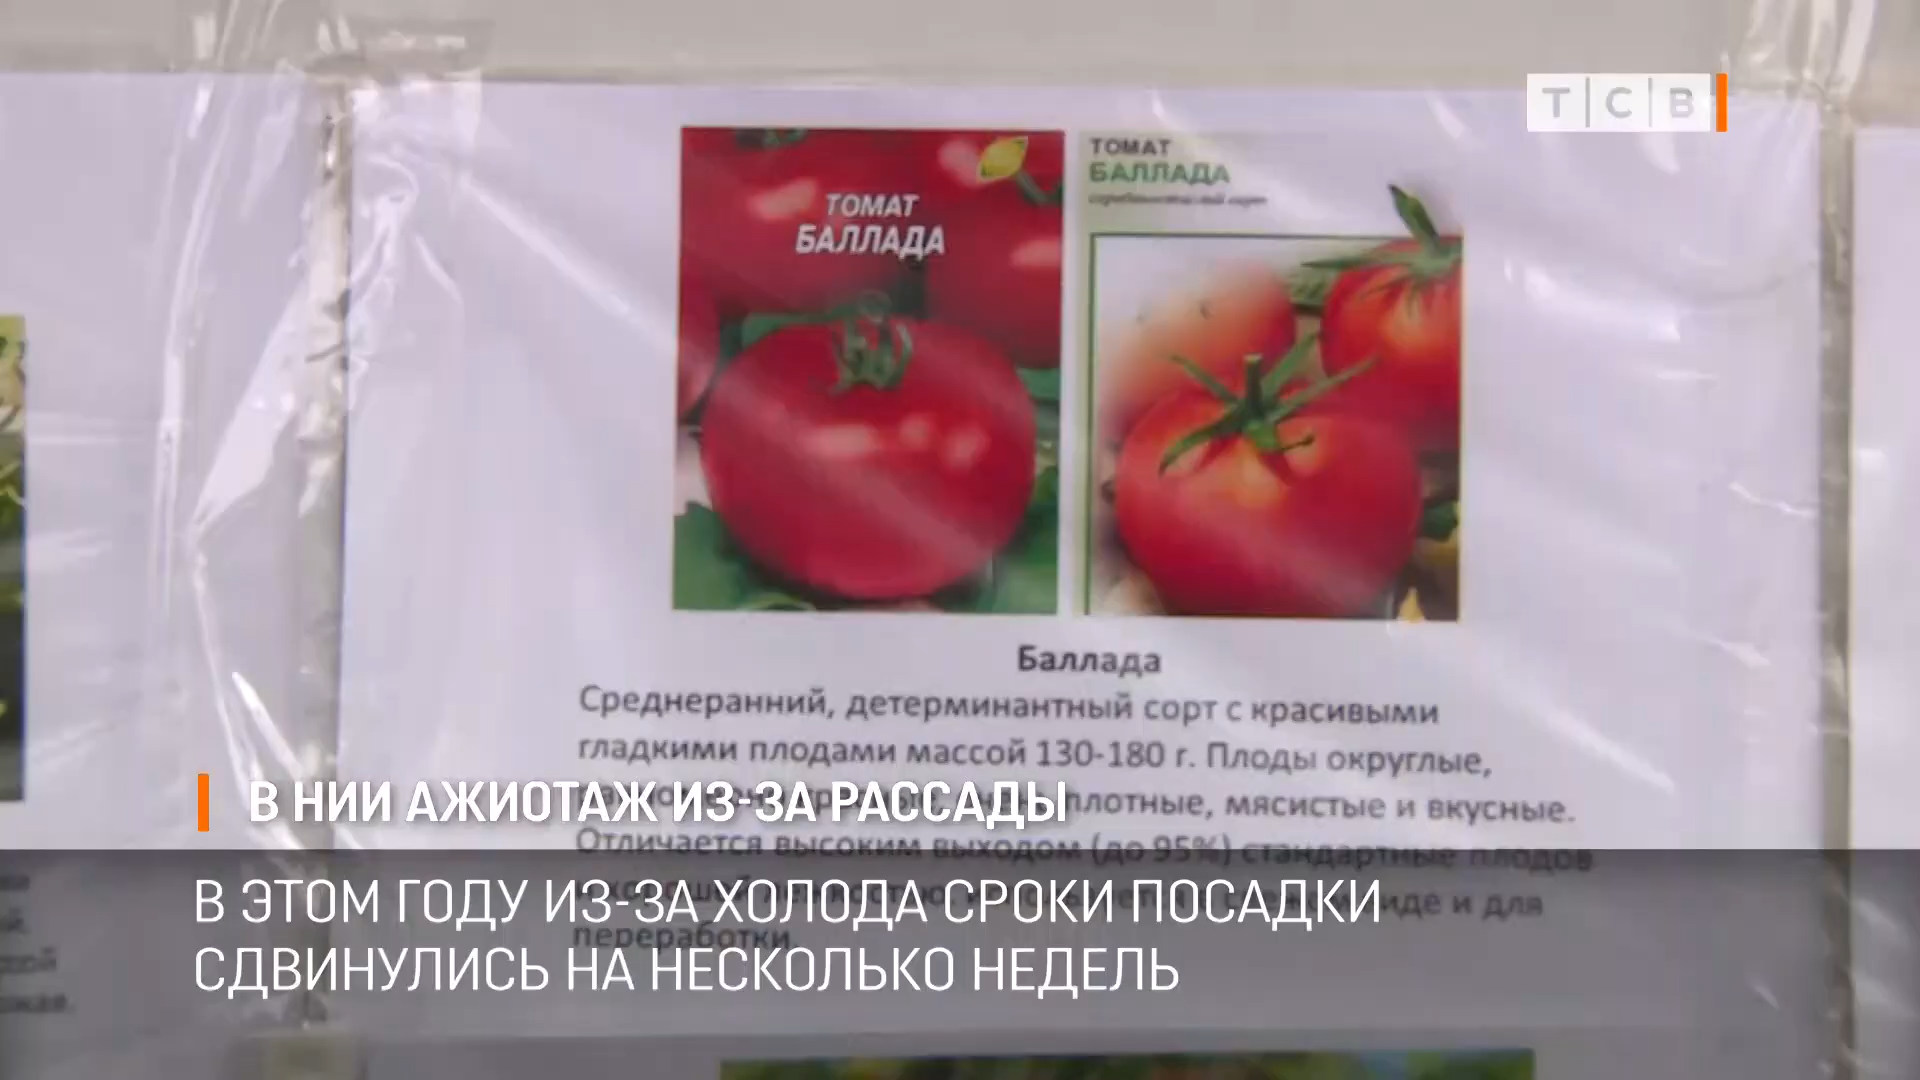 Т|С|В
ТОМАТ
БАЛЛАДА
ТОМАТ
БАЛЛАДА
Баллада
Среднеранний, детерминантный сорт с красивыми
гладкими плодами массой 130-180 г. Плоды округлые,
плотные, мясистые и вкусные.
В НИИ АЖИОТАЖ ИЗ-ЗА РАССАДЫ
Отличается высоким выходом (до 95%) стандартные плодов
и для
переработки.
В ЭТОМ ГОДУ ИЗ-ЗА ХОЛОДА СРОКИ ПОСАДКИ
СДВИНУЛИСЬ НА НЕСКОЛЬКО НЕДЕЛЬ